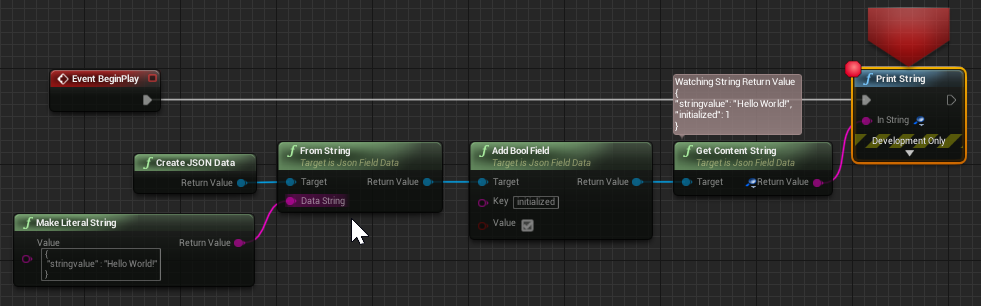 Event BeginPlay
Watching String Return Value
{
"stringvalue": "Hello World!",
"initialized": 1
}
Print String
In String
Development Only
Create JSON Data
Return Value
From String
Target is Json Field Data
Target
Return Value
Data String
Add Bool Field
Target is Json Field Data
Target
Return Value
Key
initialized
Value
Get Content String
Target is Json Field Data
Target
Return Value
Make Literal String
Value
Return Value
{
"stringvalue" : "Hello World!"
}